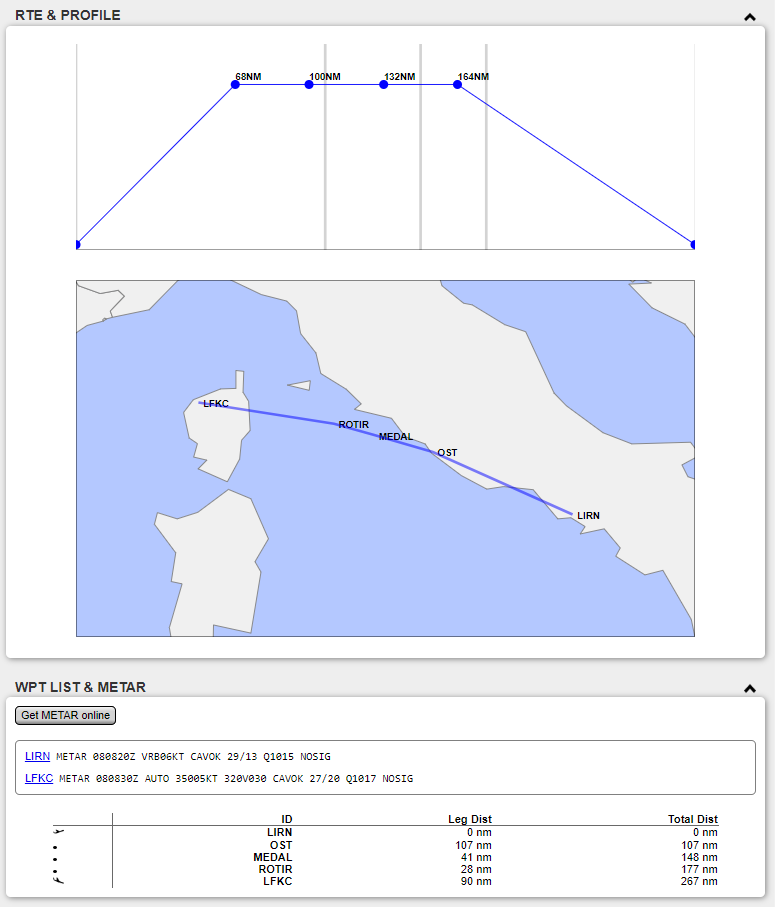 RTE & PROFILE
68NM 100NM 132NM 164NM
LFKC
ROTIR
MEDAL
OST
LIRN
WPT LIST & METAR
Get METAR online
LIRN METAR 080820Z VRB06KT CAVOK 29/13 Q1015 NOSIG
LFKC METAR 080830Z AUTO 35005KT 320V030 CAVOK 27/20 Q1017 NOSIG
ID Leg Dist Total Dist
LIRN 0 nm 0 nm
OST 107 nm 107 nm
MEDAL 41 nm 148 nm
ROTIR 28 nm 177 nm
LFKC 90 nm 267 nm